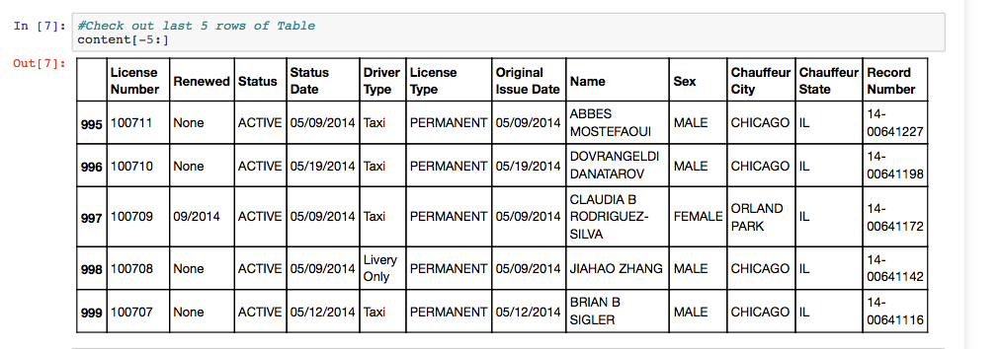 In [7]: #Check out last 5 rows of Table
content[-5:]
Out[7]:
License Number Renewed Status Status Date Driver Type License Type Original Issue Date Name Sex Chauffeur City Chauffeur State Record Number
995 100711 None ACTIVE 05/09/2014 Taxi PERMANENT 05/09/2014 ABBES MOSTEFAOUI MALE CHICAGO IL 14-00641227
996 100710 None ACTIVE 05/19/2014 Taxi PERMANENT 05/19/2014 DOVRANGELDI DANATAROV MALE CHICAGO IL 14-00641198
997 100709 09/2014 ACTIVE 05/09/2014 Taxi PERMANENT 05/09/2014 CLAUDIA B RODRIGUEZ-SILVA FEMALE ORLAND PARK IL 14-00641172
998 100708 None ACTIVE 05/09/2014 Livery Only PERMANENT 05/09/2014 JIAHAO ZHANG MALE CHICAGO IL 14-00641142
999 100707 None ACTIVE 05/12/2014 Taxi PERMANENT 05/12/2014 BRIAN B SIGLER MALE CHICAGO IL 14-00641116